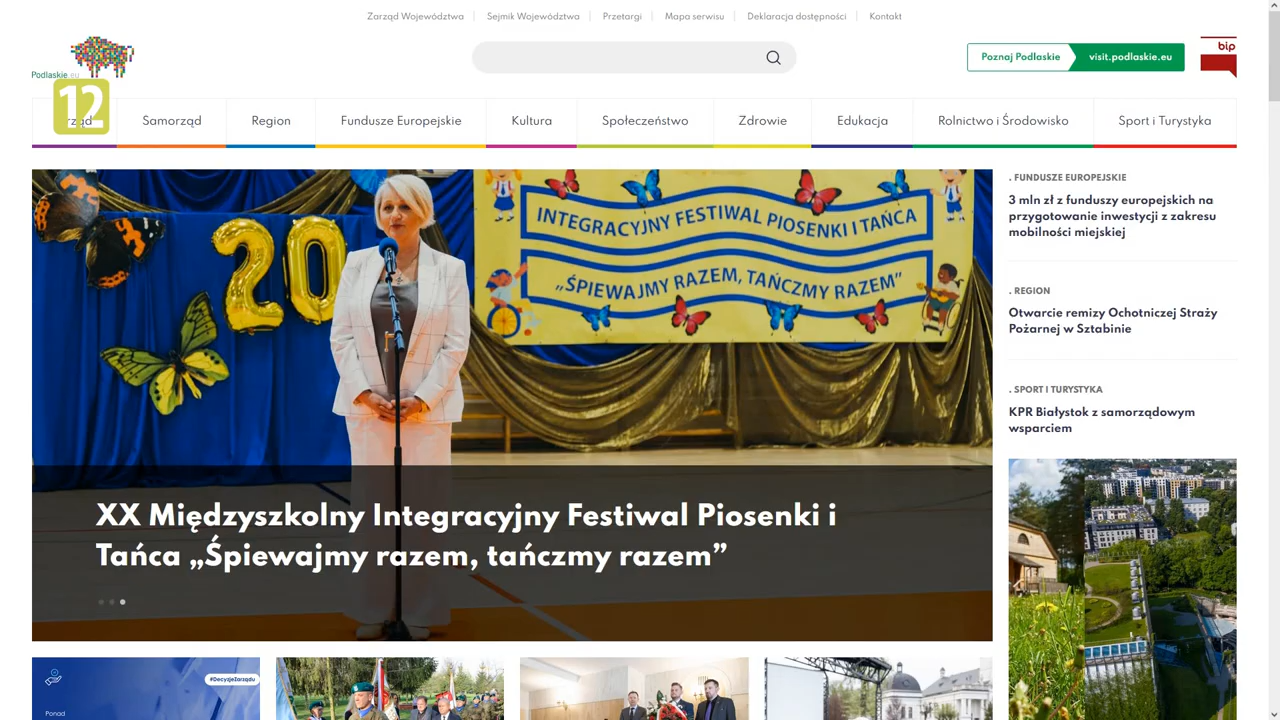 Zarząd Województwa
Sejmik Województwa
Przetargi
Mapa serwisu
Deklaracja dostępności
Kontakt
Podlaskie.eu
Poznaj Podlaskie
visit.podlaskie.eu
bip
12
Samorząd
Region
Fundusze Europejskie
Kultura
Społeczeństwo
Zdrowie
Edukacja
Rolnictwo i Środowisko
Sport i Turystyka
20
INTEGRACYJNY FESTIWAL PIOSENKI I TAŃCA
„ŚPIEWAJMY RAZEM, TAŃCZMY RAZEM”
XX Międzyszkolny Integracyjny Festiwal Piosenki i
Tańca „Śpiewajmy razem, tańczmy razem”
. FUNDUSZE EUROPEJSKIE
3 mln zł z funduszy europejskich na
przygotowanie inwestycji z zakresu
mobilności miejskiej
. REGION
Otwarcie remizy Ochotniczej Straży
Pożarnej w Sztabinie
. SPORT I TURYSTYKA
KPR Białystok z samorządowym
wsparciem
#DecyzjeZarządu
Ponad